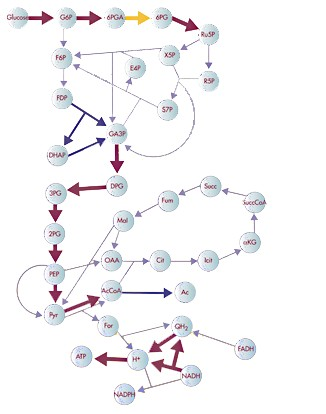 Glucose G6P 6PGA 6PG
Ru5P
F6P X5P
E4P
R5P
FDP
S7P
GA3P
DHAP
3PG DPG
Succ
Fum SuccCoA
Mal
2PG
αKG
PEP OAA Cit Icit
AcCoA Ac
Pyr
For QH2
FADH
ATP H+
NADH
NADPH